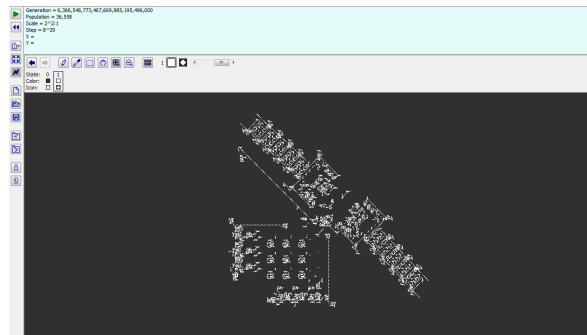 Generation = 6,366,548,773,467,669,985,195,496,000
Population = 36,558
Scale = 2^2:1
Step = 8^29
X =
Y =
1
State: 0 1
Color:
Icon: